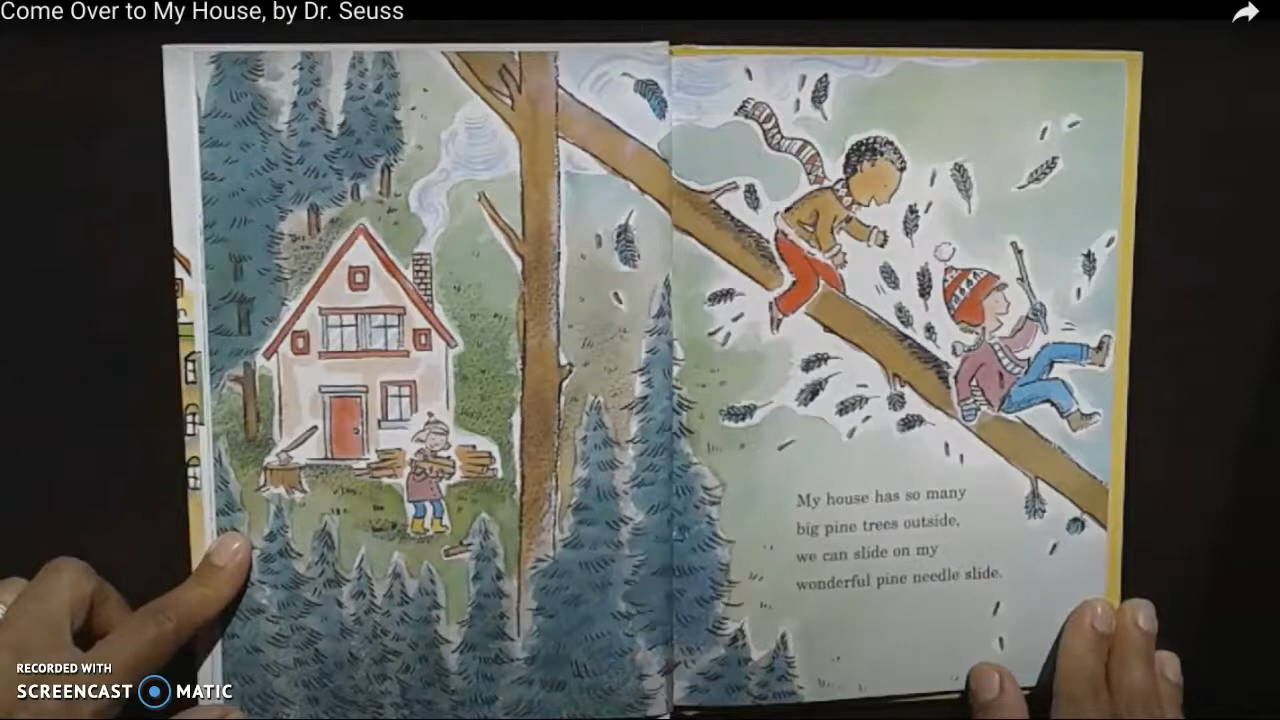 Come Over to My House, by Dr. Seuss
My house has so many
big pine trees outside,
we can slide on my
wonderful pine needle slide.
RECORDED WITH
SCREENCAST MATIC